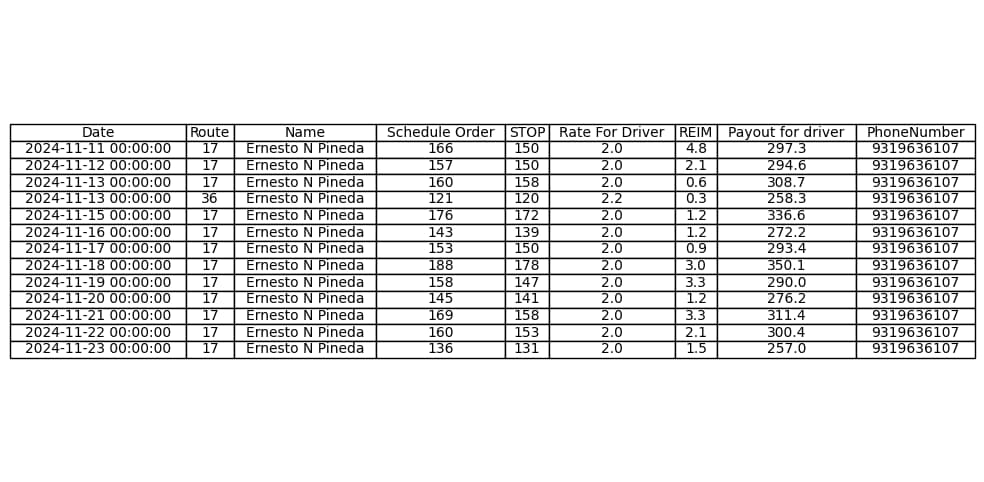 Date Route Name Schedule Order STOP Rate For Driver REIM Payout for driver PhoneNumber
2024-11-11 00:00:00 17 Ernesto N Pineda 166 150 2.0 4.8 297.3 9319636107
2024-11-12 00:00:00 17 Ernesto N Pineda 157 150 2.0 2.1 294.6 9319636107
2024-11-13 00:00:00 17 Ernesto N Pineda 160 158 2.0 0.6 308.7 9319636107
2024-11-13 00:00:00 36 Ernesto N Pineda 121 120 2.2 0.3 258.3 9319636107
2024-11-15 00:00:00 17 Ernesto N Pineda 176 172 2.0 1.2 336.6 9319636107
2024-11-16 00:00:00 17 Ernesto N Pineda 143 139 2.0 1.2 272.2 9319636107
2024-11-17 00:00:00 17 Ernesto N Pineda 153 150 2.0 0.9 293.4 9319636107
2024-11-18 00:00:00 17 Ernesto N Pineda 188 178 2.0 3.0 350.1 9319636107
2024-11-19 00:00:00 17 Ernesto N Pineda 158 147 2.0 3.3 290.0 9319636107
2024-11-20 00:00:00 17 Ernesto N Pineda 145 141 2.0 1.2 276.2 9319636107
2024-11-21 00:00:00 17 Ernesto N Pineda 169 158 2.0 3.3 311.4 9319636107
2024-11-22 00:00:00 17 Ernesto N Pineda 160 153 2.0 2.1 300.4 9319636107
2024-11-23 00:00:00 17 Ernesto N Pineda 136 131 2.0 1.5 257.0 9319636107